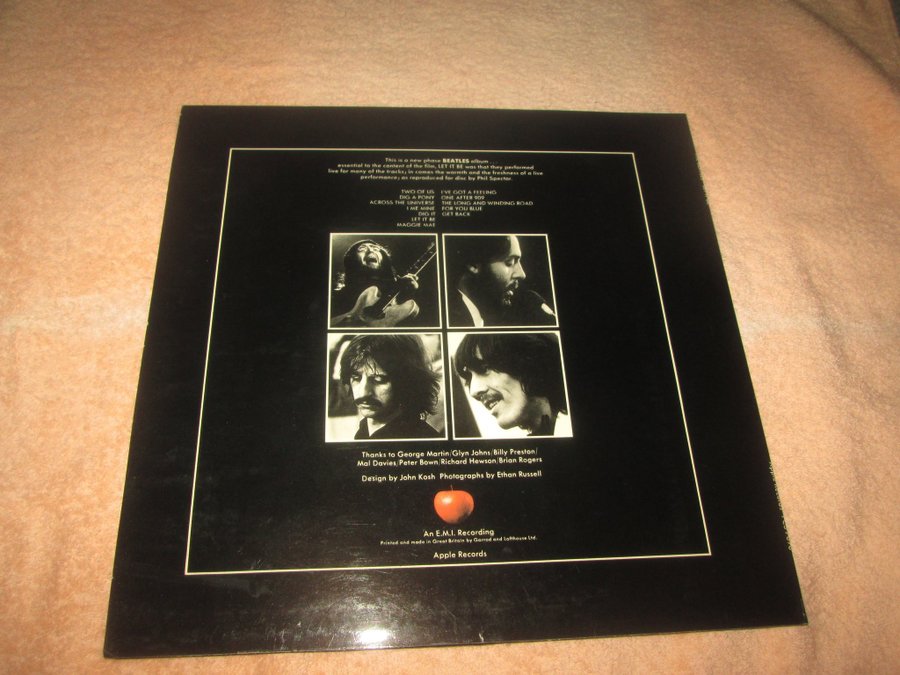 This is a new phase BEATLES album
essential to the content of the film, LET IT BE was that they performed
live for many of the tracks; in comes the warmth and the freshness of a live
performance; as reproduced for disc by Phil Spector.
TWO OF US I'VE GOT A FEELING
DIG A PONY ONE AFTER 909
ACROSS THE UNIVERSE THE LONG AND WINDING ROAD
I ME MINE FOR YOU BLUE
DIG IT GET BACK
LET IT BE
MAGGIE MAE
Thanks to George Martin/Glyn Johns/Billy Preston/
Mal Davies/Peter Bown/Richard Hewson/Brian Rogers
Design by John Kosh Photographs by Ethan Russell
An E.M.I. Recording
Printed and made in Great Britain by Garrod and Lofthouse Ltd.
Apple Records